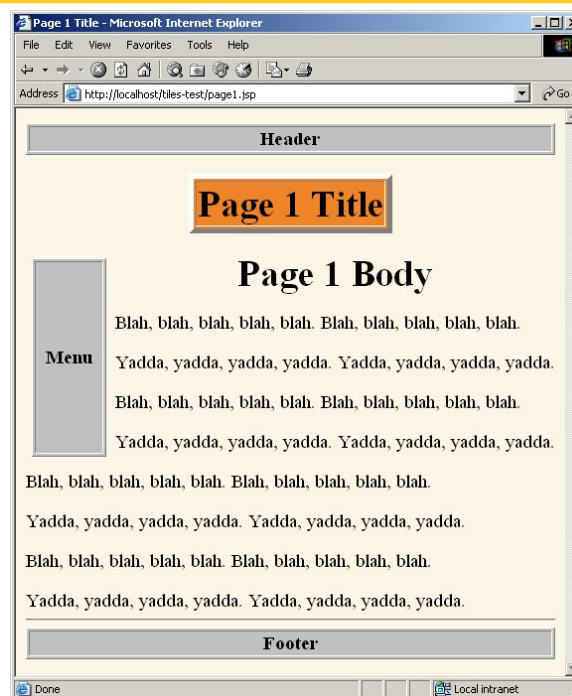 Page 1 Title - Microsoft Internet Explorer
File Edit View Favorites Tools Help
Address http://localhost/tiles-test/page1.jsp Go
Header
Page 1 Title
Page 1 Body
Blah, blah, blah, blah, blah. Blah, blah, blah, blah, blah.
Yadda, yadda, yadda, yadda. Yadda, yadda, yadda, yadda.
Menu
Blah, blah, blah, blah, blah. Blah, blah, blah, blah, blah.
Yadda, yadda, yadda, yadda. Yadda, yadda, yadda, yadda.
Blah, blah, blah, blah, blah. Blah, blah, blah, blah, blah.
Yadda, yadda, yadda, yadda. Yadda, yadda, yadda, yadda.
Blah, blah, blah, blah, blah. Blah, blah, blah, blah, blah.
Yadda, yadda, yadda, yadda. Yadda, yadda, yadda, yadda.
Footer
Done Local intranet